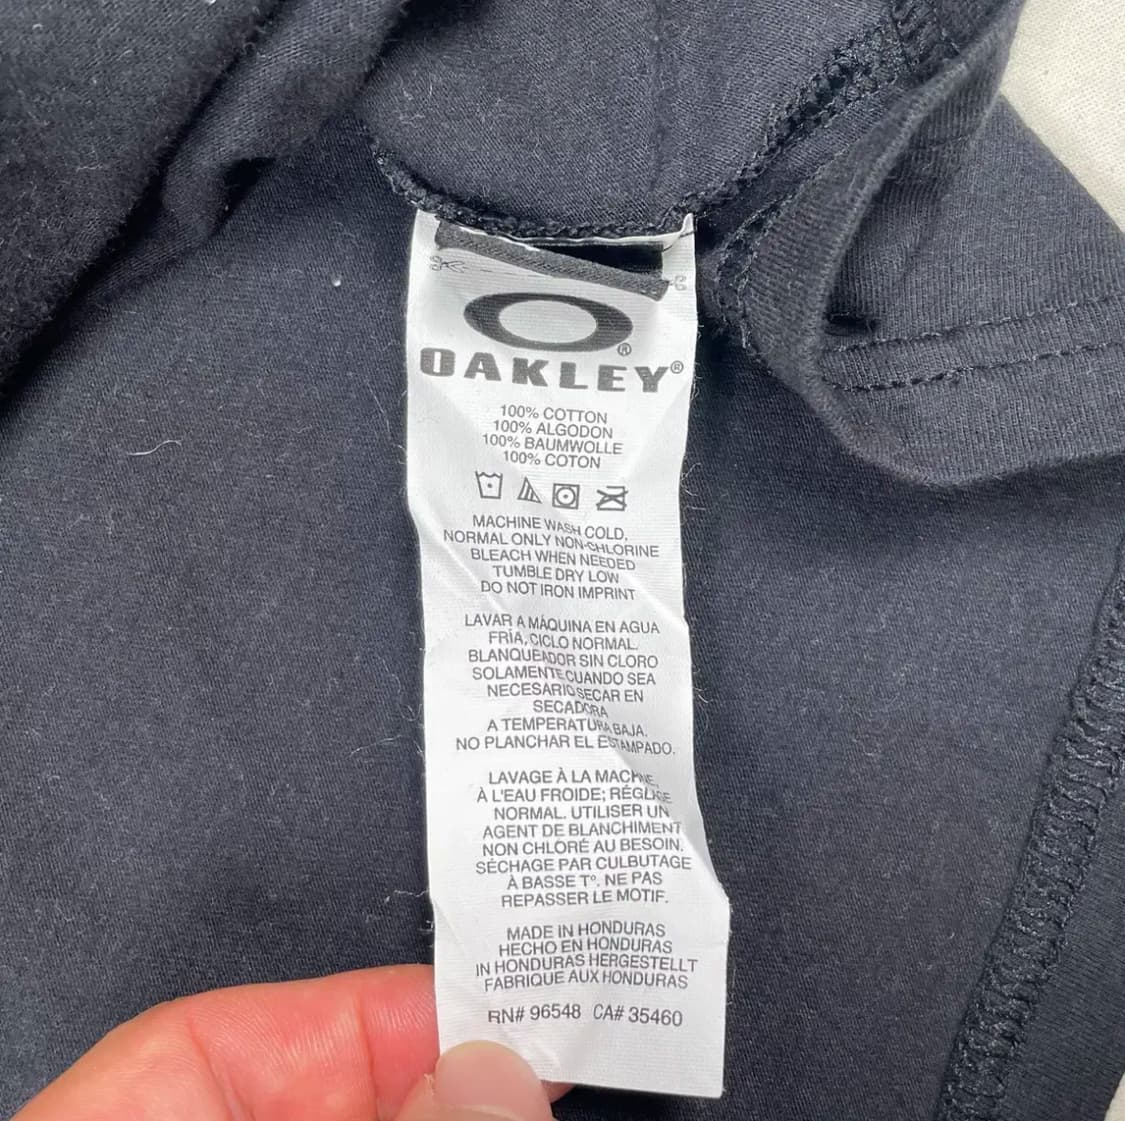 OAKLEY®
100% COTTON
100% ALGODON
100% BAUMWOLLE
100% COTON
MACHINE WASH COLD,
NORMAL ONLY NON-CHLORINE
BLEACH WHEN NEEDED
TUMBLE DRY LOW
DO NOT IRON IMPRINT
LAVAR A MÁQUINA EN AGUA
FRÍA, CICLO NORMAL.
BLANQUEADOR SIN CLORO
SOLAMENTE CUANDO SEA
NECESARIO SECAR EN
SECADORA
A TEMPERATURA BAJA.
NO PLANCHAR EL ESTAMPADO.
LAVAGE À LA MACHINE
À L'EAU FROIDE; RÉGLAGE
NORMAL. UTILISER UN
AGENT DE BLANCHIMENT
NON CHLORÉ AU BESOIN.
SÉCHAGE PAR CULBUTAGE
À BASSE T°. NE PAS
REPASSER LE MOTIF.
MADE IN HONDURAS
HECHO EN HONDURAS
IN HONDURAS HERGESTELLT
FABRIQUE AUX HONDURAS
RN# 96548 CA# 35460